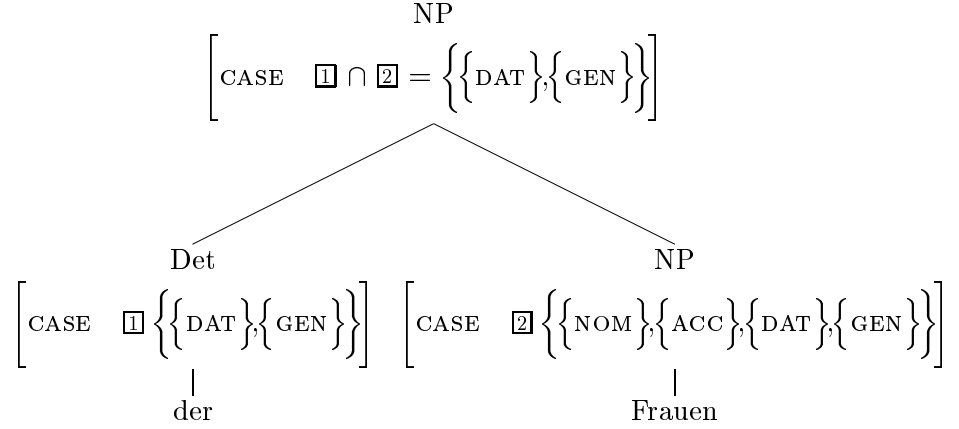 NP
[CASE 1 ∩ 2 = {{DAT},{GEN}}]
Det NP
[CASE 1 {{DAT},{GEN}}] [CASE 2 {{NOM},{ACC},{DAT},{GEN}}]
der Frauen